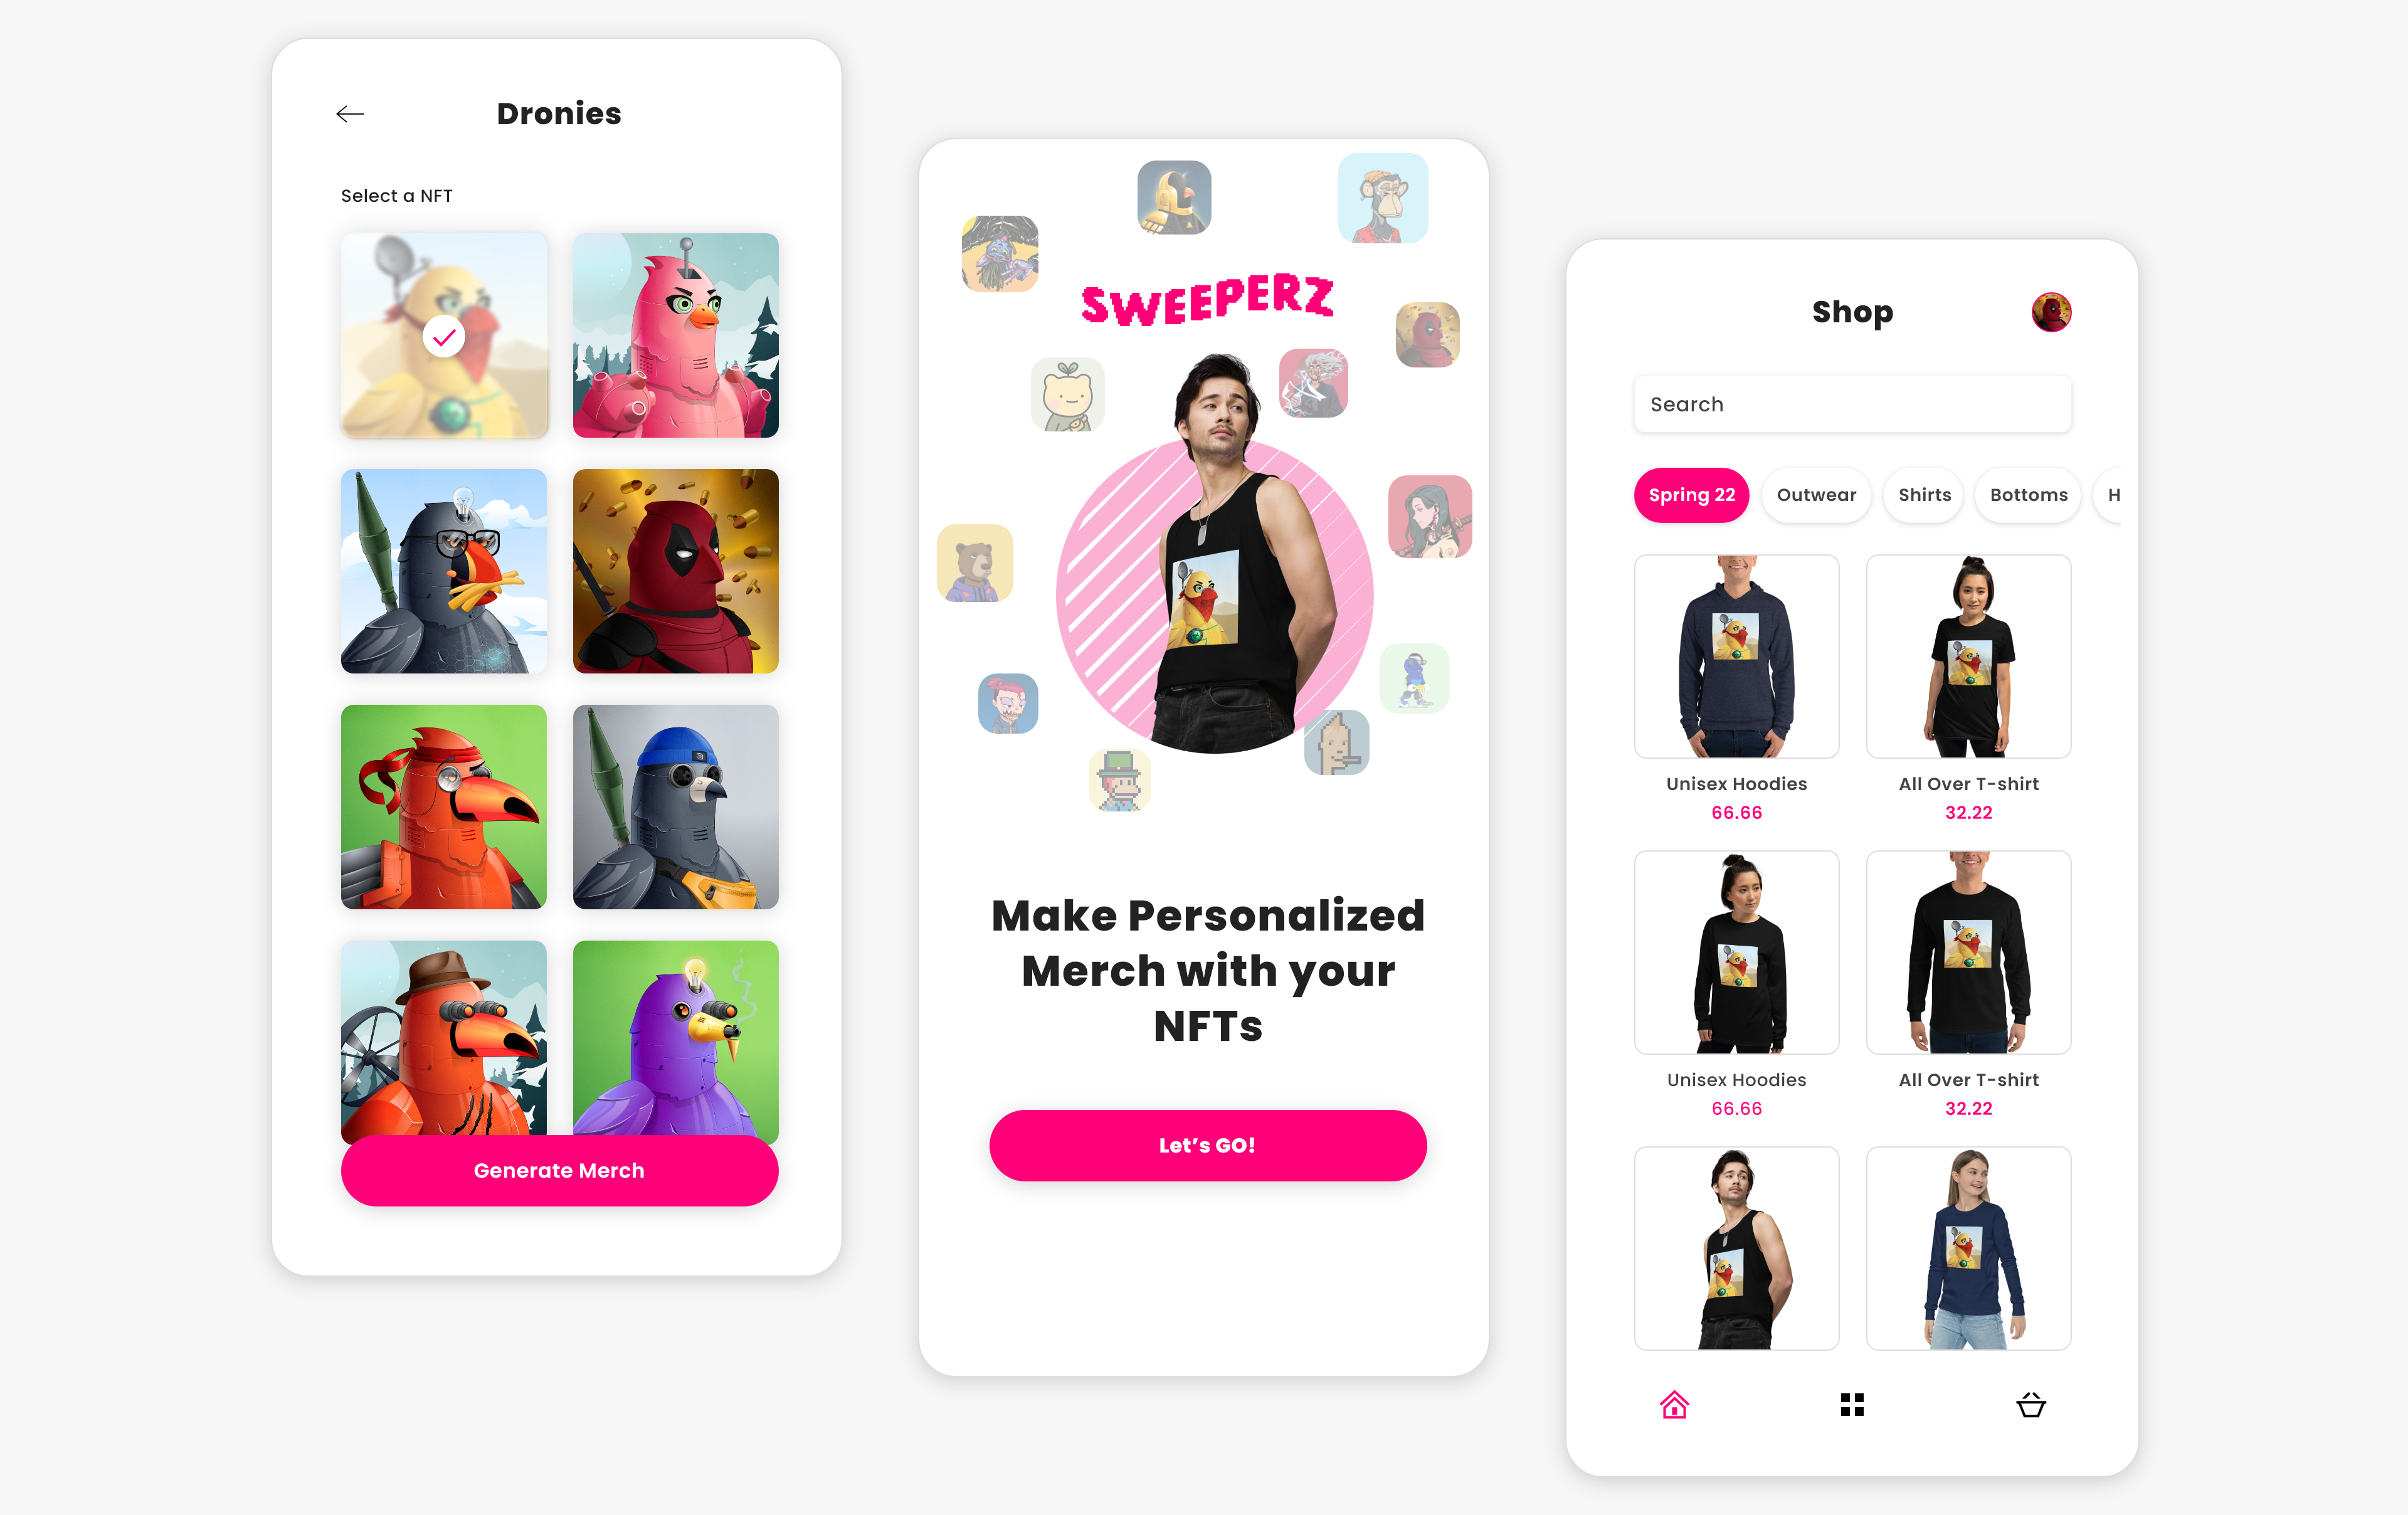 Dronies
Select a NFT
Generate Merch
SWEEPERZ
Make Personalized
Merch with your
NFTs
Let's GO!
Shop
Search
Spring 22
Outwear
Shirts
Bottoms
H
Unisex Hoodies
66.66
All Over T-shirt
32.22
Unisex Hoodies
66.66
All Over T-shirt
32.22